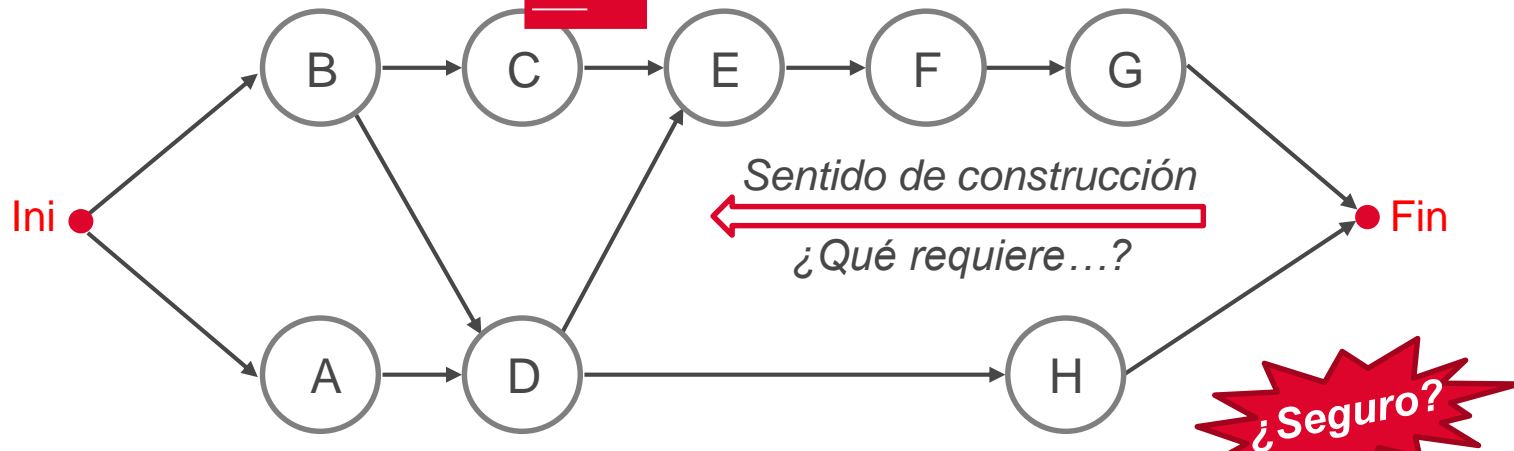 B
C
E
F
G
Sentido de construcción
Ini
Fin
¿Qué requiere…?
A
D
H
¿Seguro?